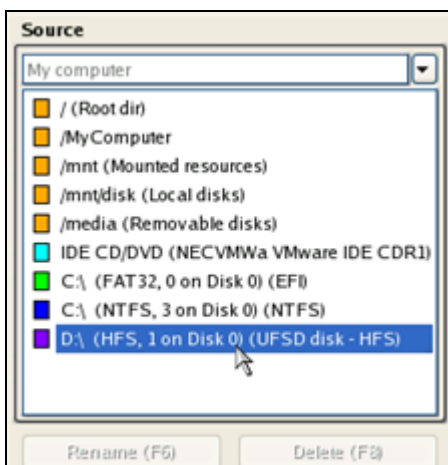 Source
My computer
/ (Root dir)
/MyComputer
/mnt (Mounted resources)
/mnt/disk (Local disks)
/media (Removable disks)
IDE CD/DVD (NECVMWa VMware IDE CDR1)
C:\ (FAT32, 0 on Disk 0) (EFI)
C:\ (NTFS, 3 on Disk 0) (NTFS)
D:\ (HFS, 1 on Disk 0) (UFSD disk - HFS)
Rename (F6) Delete (F8)